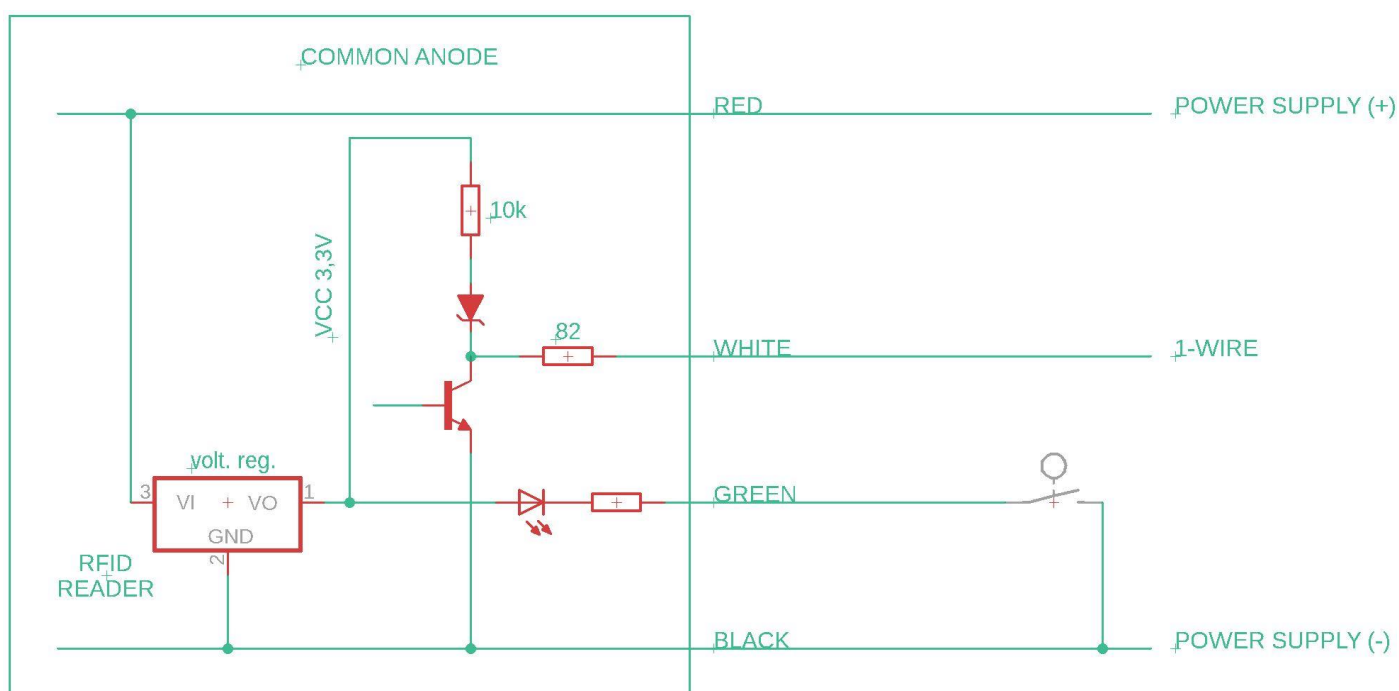 COMMON ANODE
RED
POWER SUPPLY (+)
10k
VCC 3,3V
82
WHITE
1-WIRE
volt. reg.
3
VI
VO
1
GREEN
GND
2
RFID
READER
BLACK
POWER SUPPLY (-)